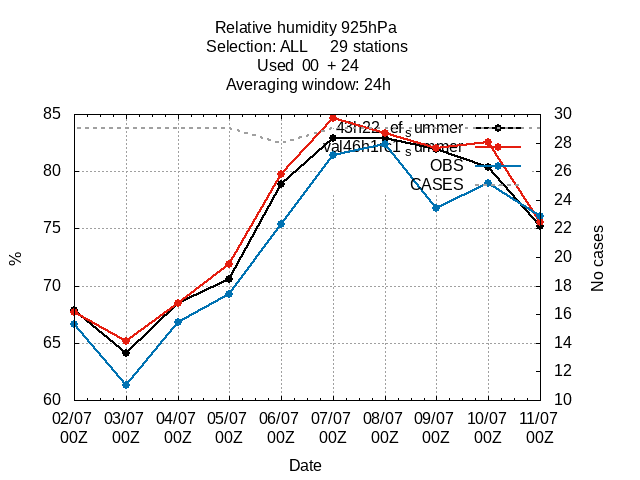 Relative humidity 925hPa
Selection: ALL 29 stations
Used 00 + 24
Averaging window: 24h
85 30
28
80 26
24
75 22
20
70 18
16
65 14
12
60 10
%
No cases
OBS
CASES
02/07 03/07 04/07 05/07 06/07 07/07 08/07 09/07 10/07 11/07
00Z 00Z 00Z 00Z 00Z 00Z 00Z 00Z 00Z 00Z
Date